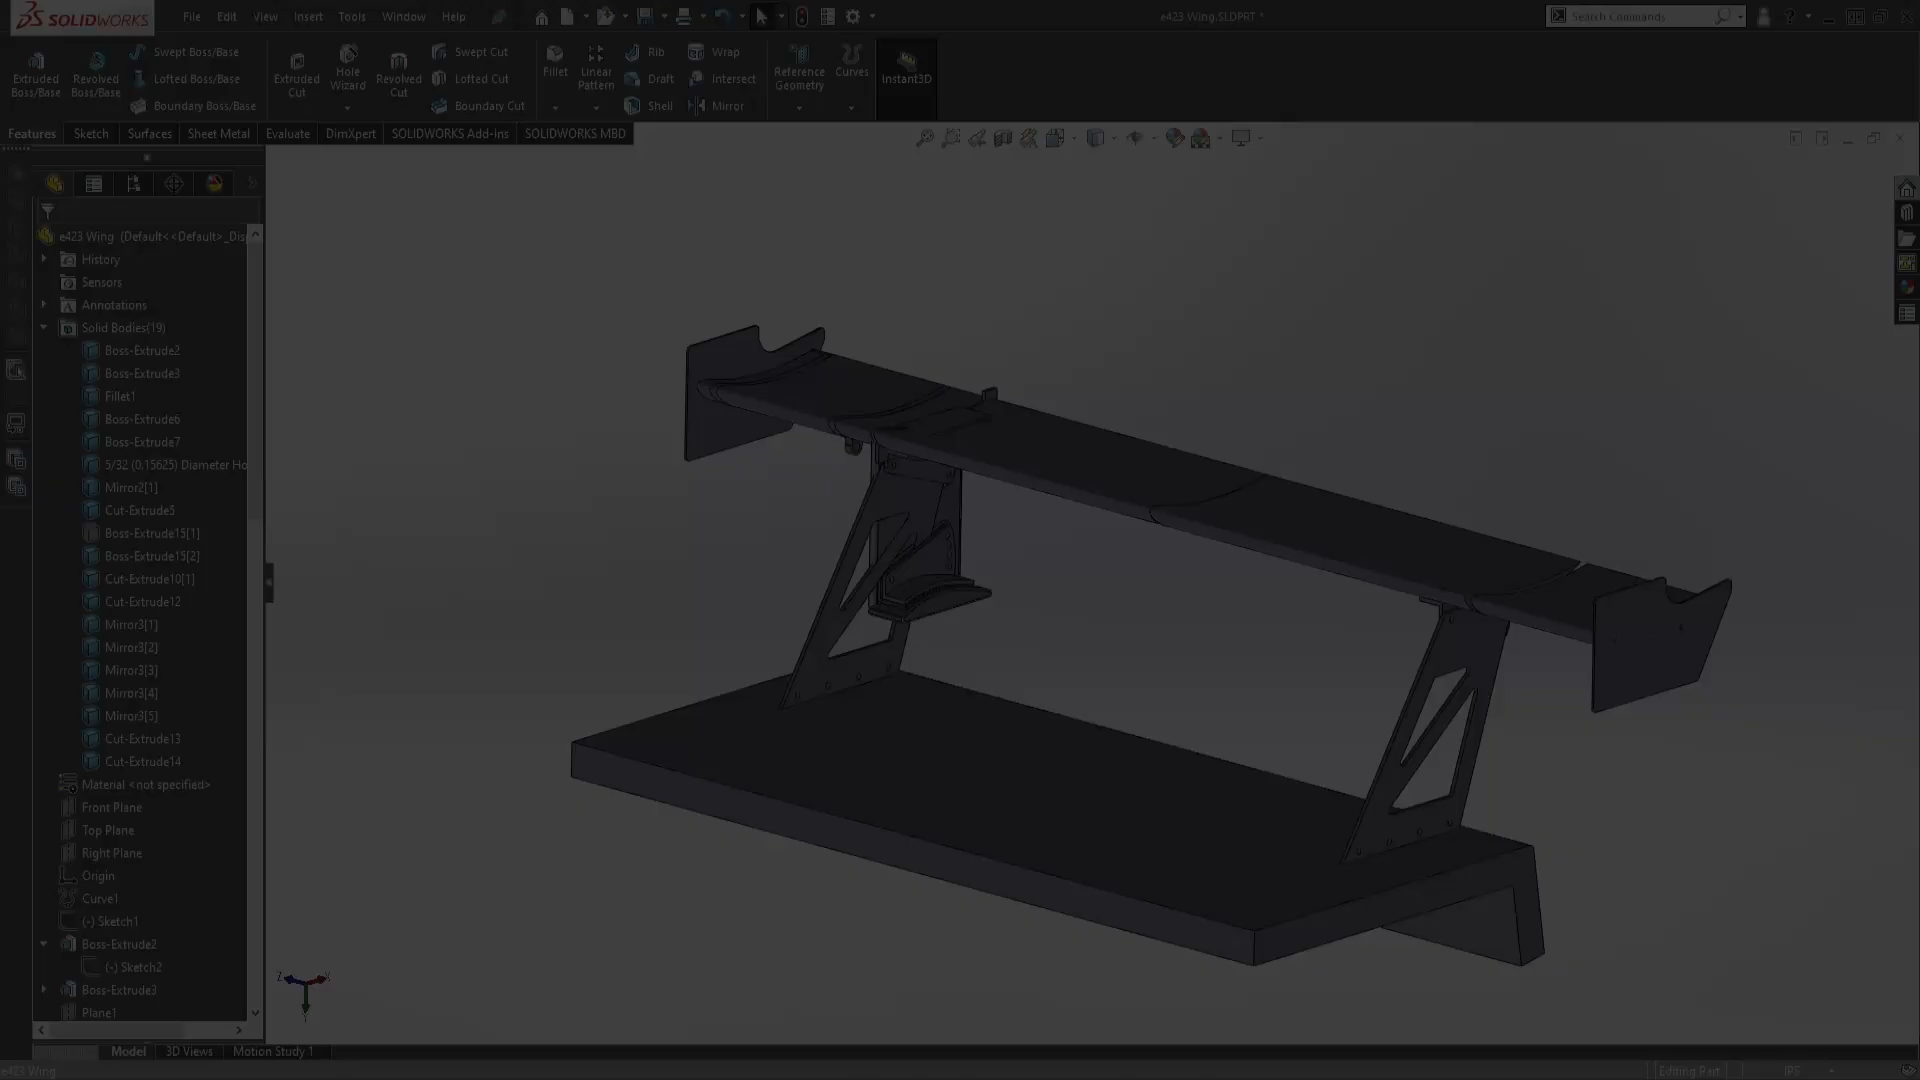 SOLIDWORKS
File Edit View Insert Tools Window Help
e423 Wing.SLDPRT *
Search Commands
Extruded Boss/Base
Revolved Boss/Base
Swept Boss/Base
Lofted Boss/Base
Boundary Boss/Base
Extruded Cut
Hole Wizard
Revolved Cut
Swept Cut
Lofted Cut
Boundary Cut
Fillet
Linear Pattern
Rib
Draft
Shell
Wrap
Intersect
Mirror
Reference Geometry
Curves
Instant3D
Features Sketch Surfaces Sheet Metal Evaluate DimXpert SOLIDWORKS Add-Ins SOLIDWORKS MBD
e423 Wing (Default<<Default>_Dis
History
Sensors
Annotations
Solid Bodies(19)
Boss-Extrude2
Boss-Extrude3
Fillet1
Boss-Extrude6
Boss-Extrude7
5/32 (0.15625) Diameter Ho
Mirror2[1]
Cut-Extrude5
Boss-Extrude15[1]
Boss-Extrude15[2]
Cut-Extrude10[1]
Cut-Extrude12
Mirror3[1]
Mirror3[2]
Mirror3[3]
Mirror3[4]
Mirror3[5]
Cut-Extrude13
Cut-Extrude14
Material <not specified>
Front Plane
Top Plane
Right Plane
Origin
Curve1
(-) Sketch1
Boss-Extrude2
(-) Sketch2
Boss-Extrude3
Plane1
Z X Y
Model 3D Views Motion Study 1
e423 Wing
Editing Part
IPS